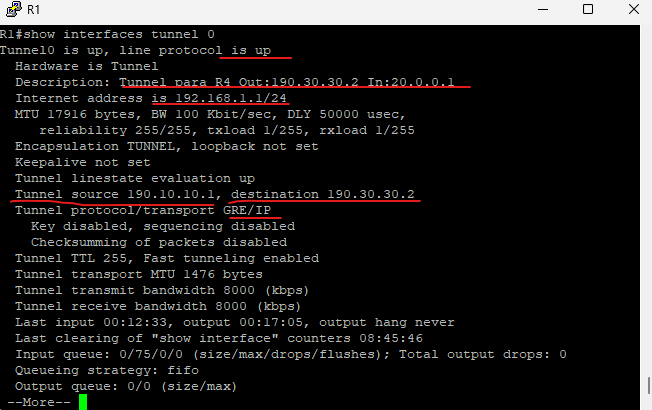 R1
R1#show interfaces tunnel 0
Tunnel0 is up, line protocol is up
Hardware is Tunnel
Description: Tunnel para R4 Out:190.30.30.2 In:20.0.0.1
Internet address is 192.168.1.1/24
MTU 17916 bytes, BW 100 Kbit/sec, DLY 50000 usec,
reliability 255/255, txload 1/255, rxload 1/255
Encapsulation TUNNEL, loopback not set
Keepalive not set
Tunnel linestate evaluation up
Tunnel source 190.10.10.1, destination 190.30.30.2
Tunnel protocol/transport GRE/IP
Key disabled, sequencing disabled
Checksumming of packets disabled
Tunnel TTL 255, Fast tunneling enabled
Tunnel transport MTU 1476 bytes
Tunnel transmit bandwidth 8000 (kbps)
Tunnel receive bandwidth 8000 (kbps)
Last input 00:12:33, output 00:17:05, output hang never
Last clearing of "show interface" counters 08:45:46
Input queue: 0/75/0/0 (size/max/drops/flushes); Total output drops: 0
Queueing strategy: fifo
Output queue: 0/0 (size/max)
--More--